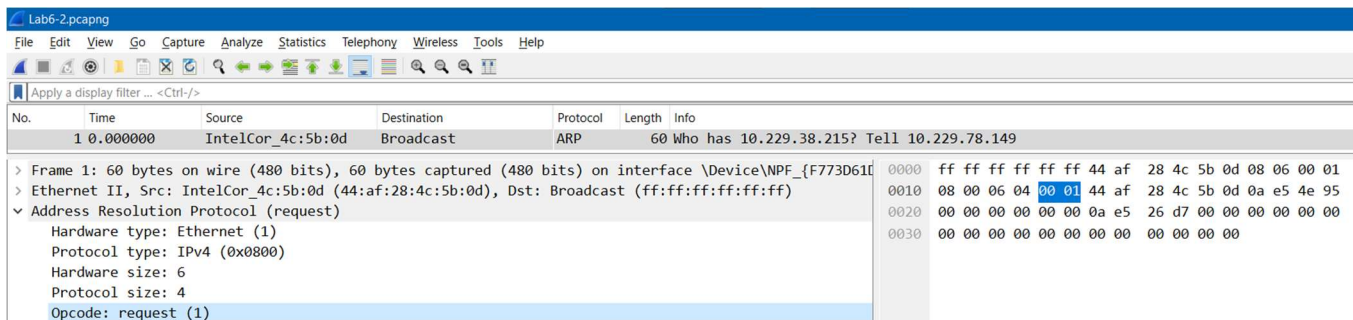 Lab6-2.pcapng
File Edit View Go Capture Analyze Statistics Telephony Wireless Tools Help
Apply a display filter ... <Ctrl-/>
No. Time Source Destination Protocol Length Info
1 0.000000 IntelCor_4c:5b:0d Broadcast ARP 60 Who has 10.229.38.215? Tell 10.229.78.149
> Frame 1: 60 bytes on wire (480 bits), 60 bytes captured (480 bits) on interface \Device\NPF_{F773D61D
> Ethernet II, Src: IntelCor_4c:5b:0d (44:af:28:4c:5b:0d), Dst: Broadcast (ff:ff:ff:ff:ff:ff)
Address Resolution Protocol (request)
Hardware type: Ethernet (1)
Protocol type: IPv4 (0x0800)
Hardware size: 6
Protocol size: 4
Opcode: request (1)
0000 ff ff ff ff ff ff 44 af 28 4c 5b 0d 08 06 00 01
0010 08 00 06 04 00 01 44 af 28 4c 5b 0d 0a e5 4e 95
0020 00 00 00 00 00 00 0a e5 26 d7 00 00 00 00 00 00
0030 00 00 00 00 00 00 00 00 00 00 00 00